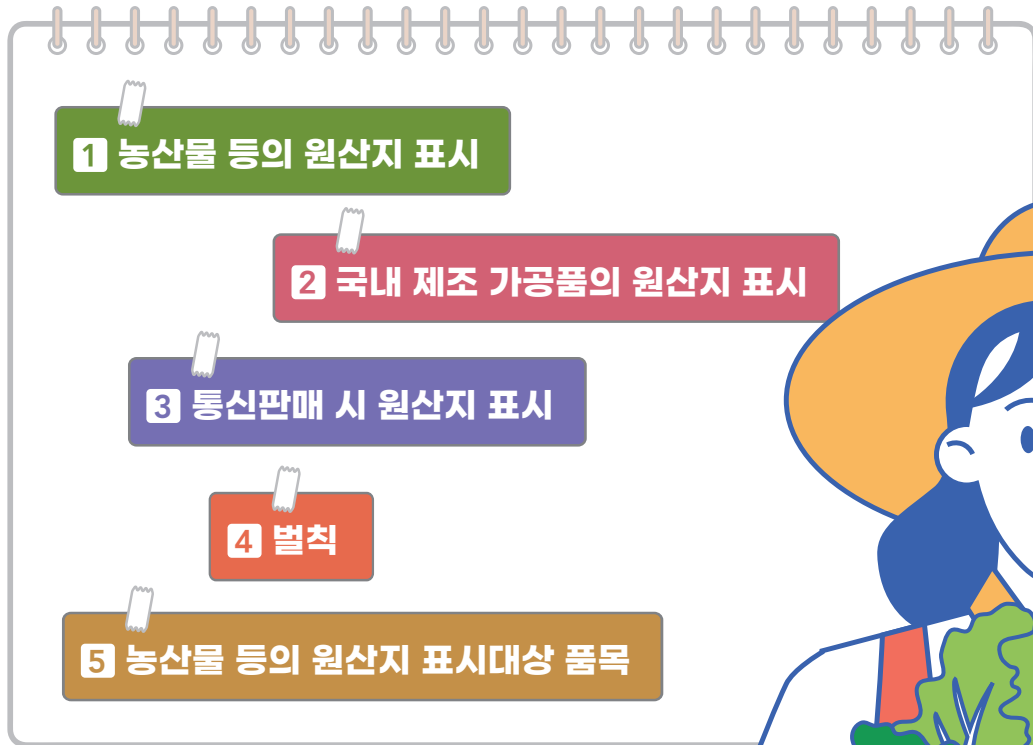 1 농산물 등의 원산지 표시
2 국내 제조 가공품의 원산지 표시
3 통신판매 시 원산지 표시
4 벌칙
5 농산물 등의 원산지 표시대상 품목